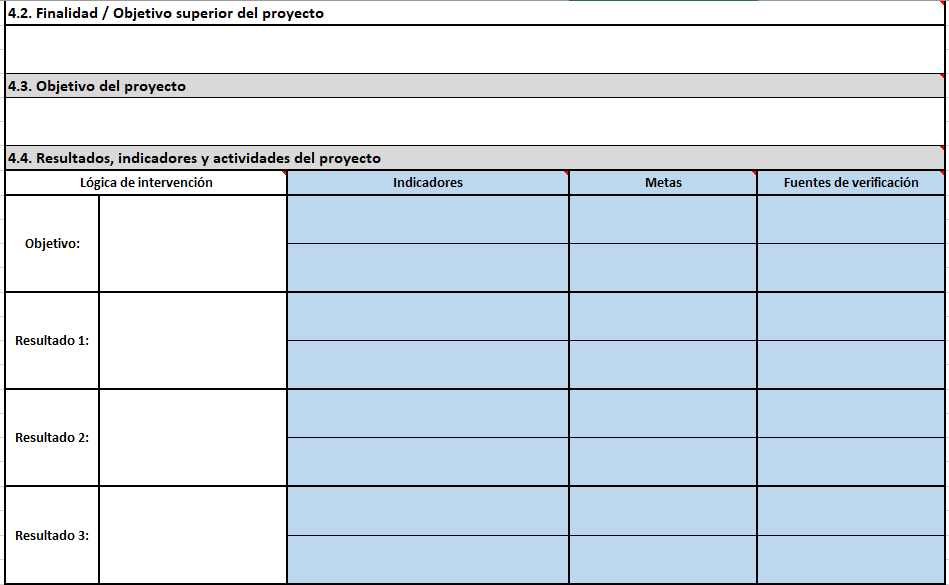 4.2. Finalidad / Objetivo superior del proyecto
4.3. Objetivo del proyecto
4.4. Resultados, indicadores y actividades del proyecto
Lógica de intervención
Indicadores
Metas
Fuentes de verificación
Objetivo:
Resultado 1:
Resultado 2:
Resultado 3: